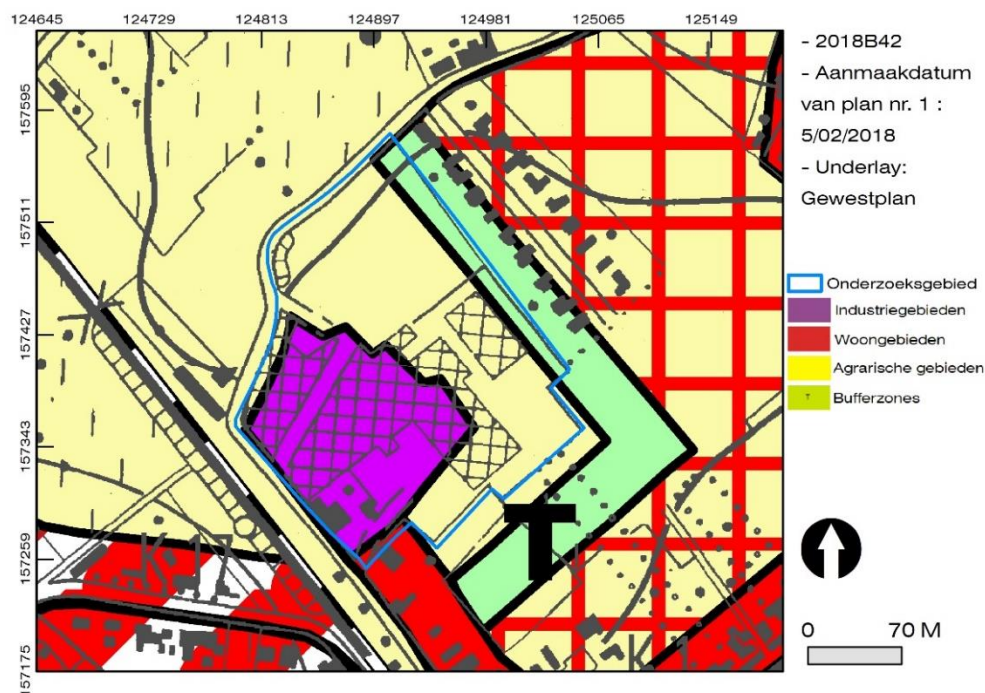 124645 124729 124813 124897 124981 125065 125149
157595
157511
157427
157343
157259
157175
- 2018B42
- Aanmaakdatum
van plan nr. 1 :
5/02/2018
- Underlay:
Gewestplan
Onderzoeksgebied
Industriegebieden
Woongebieden
Agrarische gebieden
T Bufferzones
T
K 17
K
0 70 M